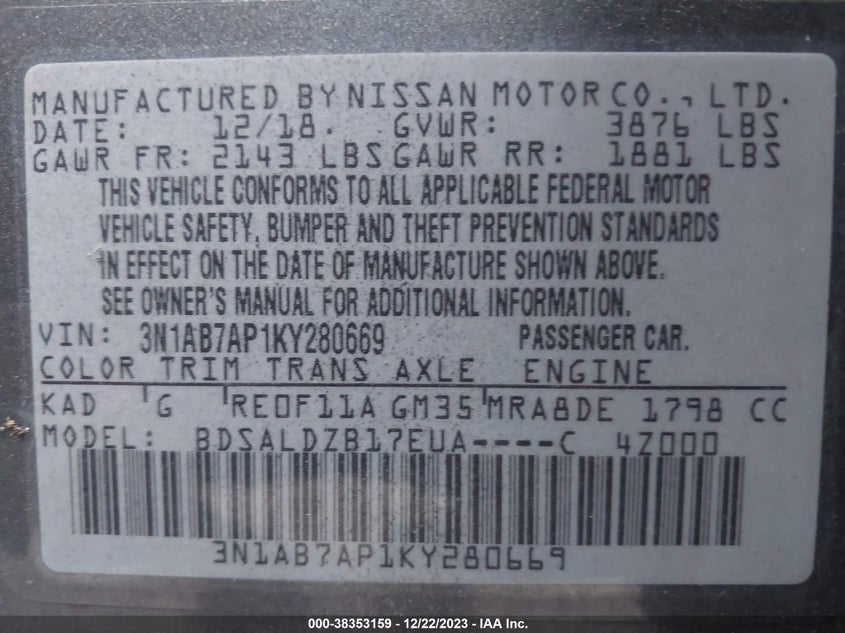 MANUFACTURED BY NISSAN MOTOR CO., LTD.
DATE: 12/18. GVWR: 3876 LBS
GAWR FR: 2143 LBS GAWR RR: 1881 LBS
THIS VEHICLE CONFORMS TO ALL APPLICABLE FEDERAL MOTOR
VEHICLE SAFETY, BUMPER AND THEFT PREVENTION STANDARDS
IN EFFECT ON THE DATE OF MANUFACTURE SHOWN ABOVE.
SEE OWNER'S MANUAL FOR ADDITIONAL INFORMATION.
VIN: 3N1AB7AP1KY280669 PASSENGER CAR.
COLOR TRIM TRANS AXLE ENGINE
KAD G RE0F11A GM35 MRA8DE 1798 CC
MODEL: BDSALDZB17EUA----C 4Z000
3N1AB7AP1KY280669
000-38353159 - 12/22/2023 - IAA Inc.